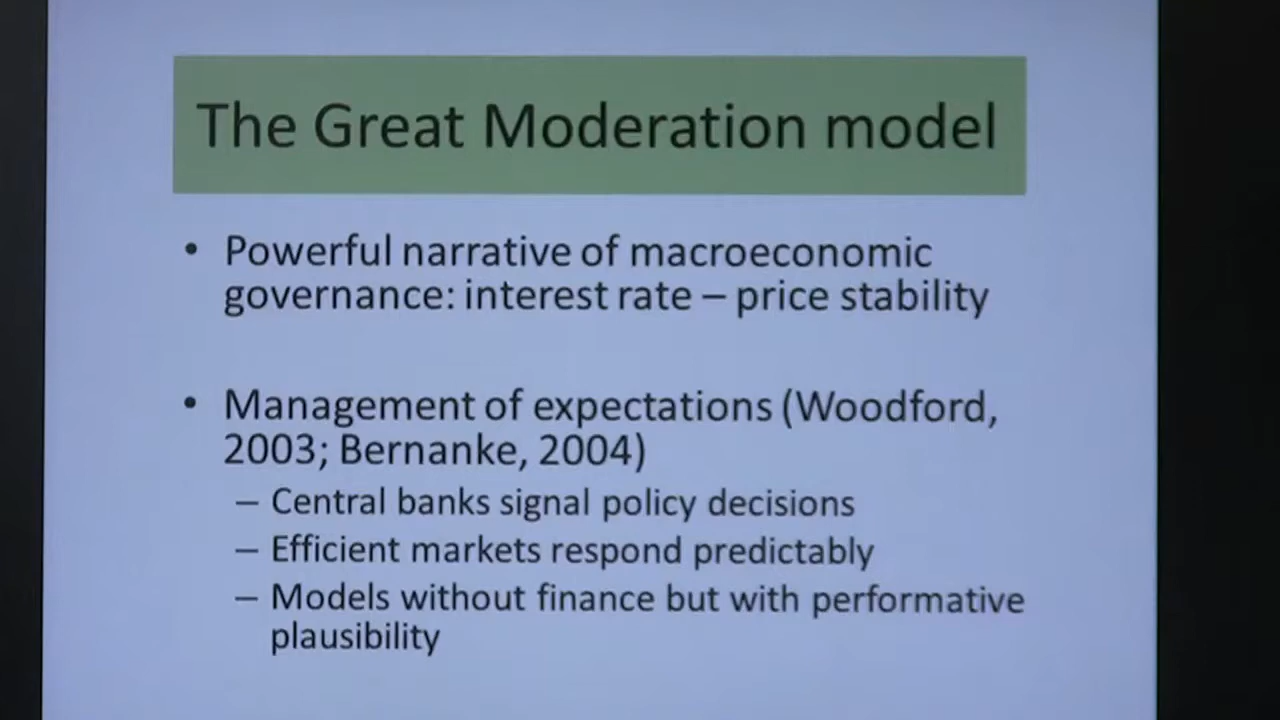 The Great Moderation model
• Powerful narrative of macroeconomic
governance: interest rate – price stability
• Management of expectations (Woodford,
2003; Bernanke, 2004)
– Central banks signal policy decisions
– Efficient markets respond predictably
– Models without finance but with performative
plausibility